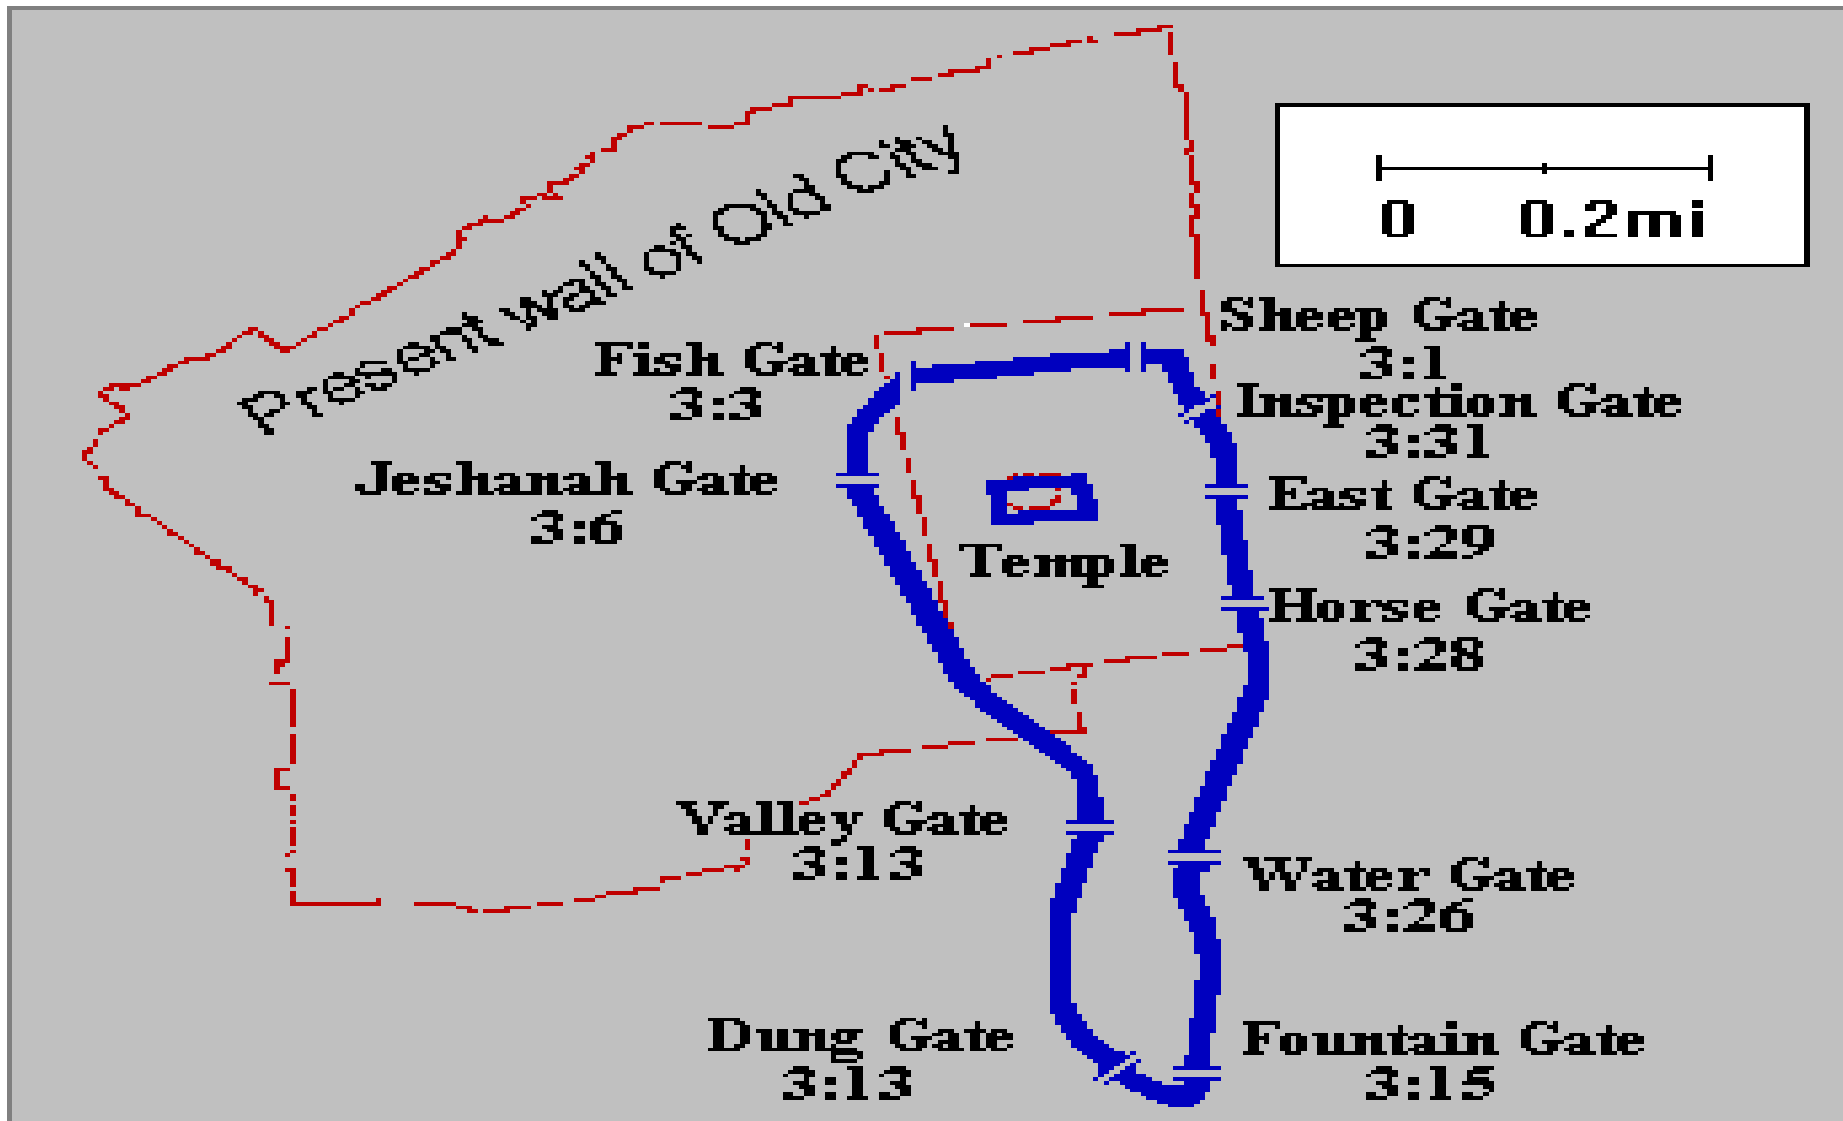 Present wall of Old City
0 0.2mi
Sheep Gate
3:1
Fish Gate
3:3
Inspection Gate
3:31
Jeshanah Gate
3:6
East Gate
3:29
Temple
Horse Gate
3:28
Valley Gate
3:13
Water Gate
3:26
Dung Gate
3:13
Fountain Gate
3:15